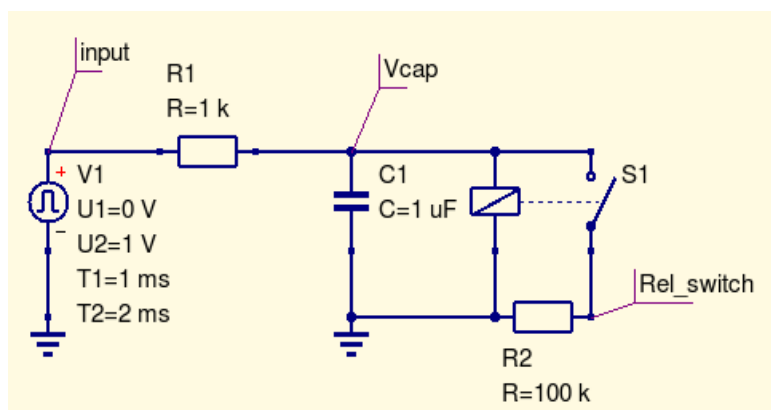 input
R1
R=1 k
Vcap
V1
U1=0 V
U2=1 V
T1=1 ms
T2=2 ms
C1
C=1 uF
S1
Rel_switch
R2
R=100 k